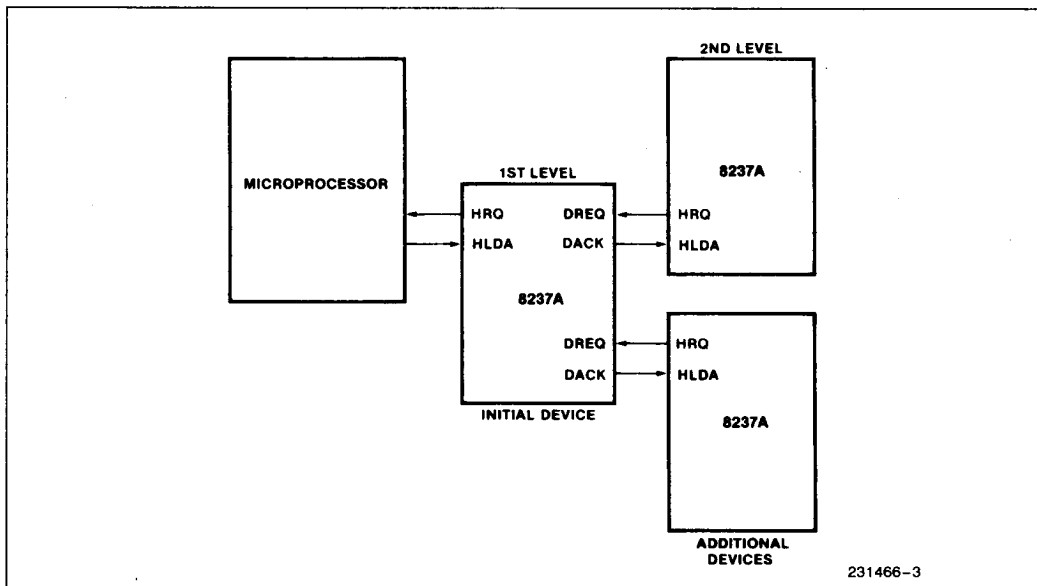 2ND LEVEL
8237A
HRQ
HLDA
MICROPROCESSOR
1ST LEVEL
HRQ
DREQ
HLDA
DACK
8237A
DREQ
DACK
INITIAL DEVICE
HRQ
HLDA
8237A
ADDITIONAL
DEVICES
231466-3